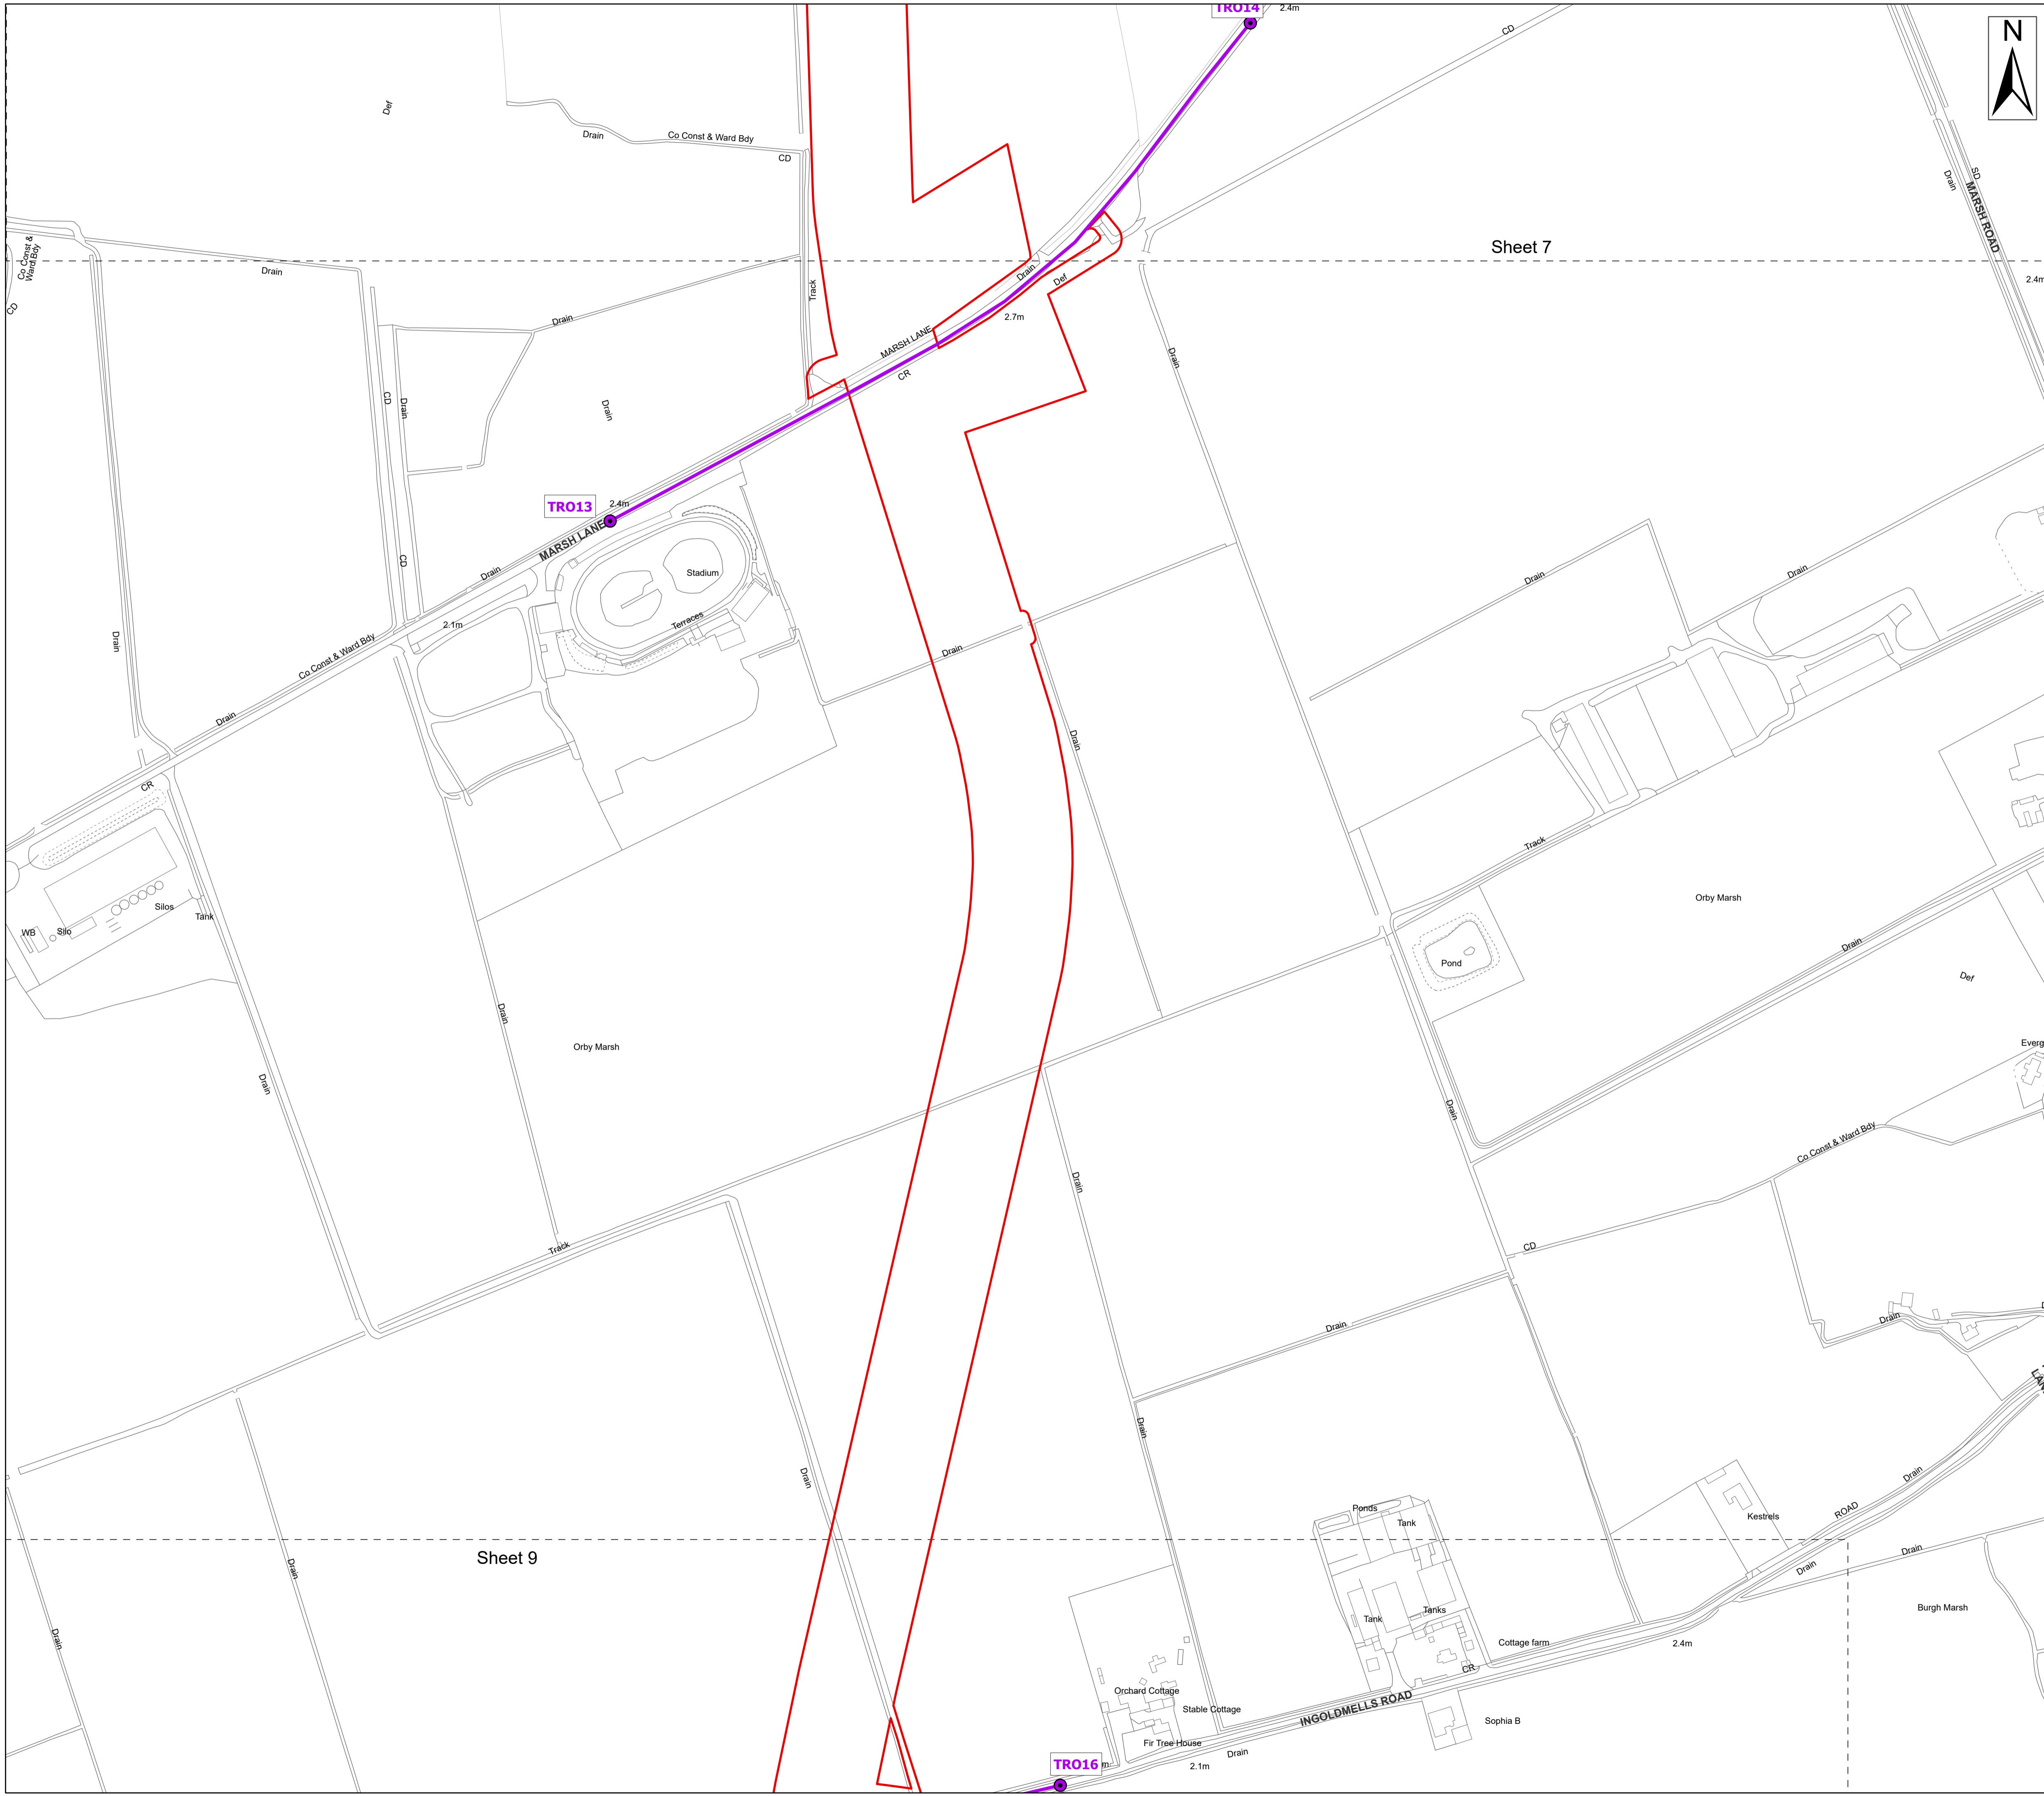 TRO14
2.4m
N
CD
Def
Drain
Co Const & Ward Bdy
CD
Drain
SD
MARSH ROAD
Co Const &
Ward Bdy
Drain
CD
Sheet 7
Drain
Def
Track
2.4m
Drain
2.7m
MARSH LANE
CR
Drain
CD
Drain
Drain
TRO13
2.4m
MARSH LANE
Drain
CD
Stadium
Drain
Drain
Terraces
2.1m
Drain
Co Const & Ward Bdy
Drain
Drain
Drain
Drain
CR
Track
Silos
Tank
WB
Silo
Orby Marsh
Drain
Pond
Def
Drain
Orby Marsh
Everg
Drain
Drain
Co Const & Ward Bdy
Drain
CD
Track
Drain
Drain
Drain
Drain
ROAD
Drain
Ponds
Tank
Kestrels
Sheet 9
Drain
Drain
Drain
Tank
Tanks
Burgh Marsh
Drain
Cottage farm
2.4m
CR
Orchard Cottage
Stable Cottage
INGOLDMELLS ROAD
Sophia B
Fir Tree House
Drain
TRO16
m
2.1m